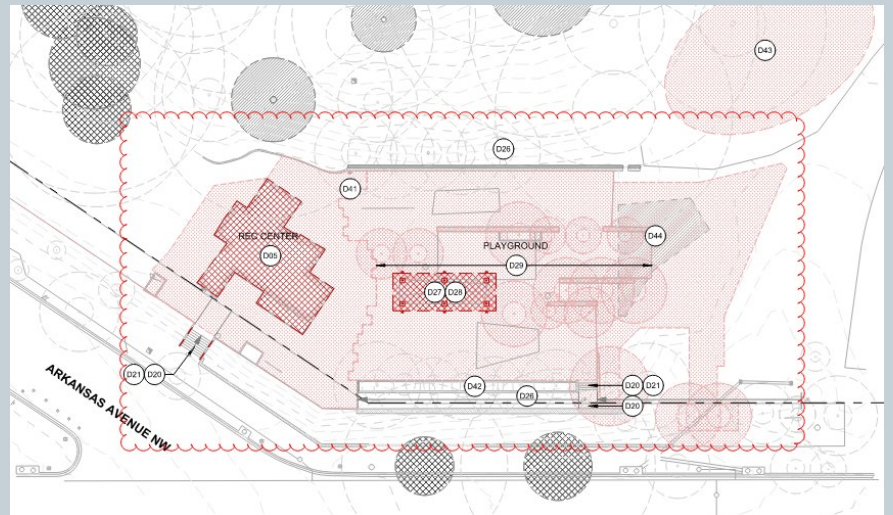 D43
D26
D41
REC CENTER
D05
PLAYGROUND
D44
D29
D27 D28
D21 D20
D42
D26
D20 D21
D20
ARKANSAS AVENUE NW